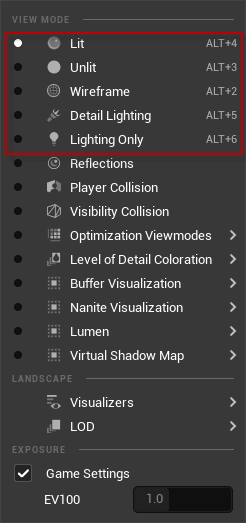 VIEW MODE
Lit ALT+4
Unlit ALT+3
Wireframe ALT+2
Detail Lighting ALT+5
Lighting Only ALT+6
Reflections
Player Collision
Visibility Collision
Optimization Viewmodes
Level of Detail Coloration
Buffer Visualization
Nanite Visualization
Lumen
Virtual Shadow Map
LANDSCAPE
Visualizers
LOD
EXPOSURE
Game Settings
EV100 1.0